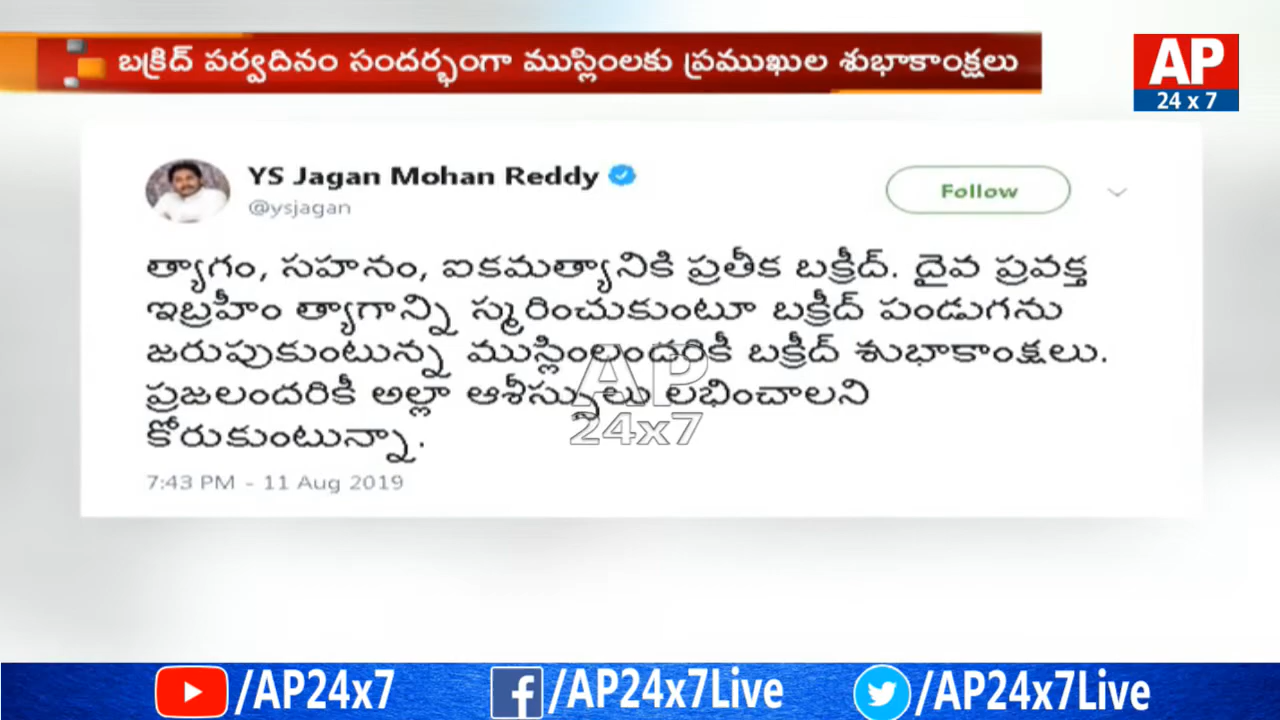 బక్రీద్ పర్వదినం సందర్భంగా ముస్లింలకు ప్రముఖుల శుభాకాంక్షలు
AP
24 x 7
YS Jagan Mohan Reddy
@ysjagan
Follow
త్యాగం, సహనం, ఐకమత్యానికి ప్రతీక బక్రీద్. దైవ ప్రవక్త
ఇబ్రహీం త్యాగాన్ని స్మరించుకుంటూ బక్రీద్ పండుగను
జరుపుకుంటున్న ముస్లింలందరికీ బక్రీద్ శుభాకాంక్షలు.
ప్రజలందరికీ అల్లా ఆశీస్సులు లభించాలని
కోరుకుంటున్నా.
AP
24x7
7:43 PM - 11 Aug 2019
/AP24x7
/AP24x7Live
/AP24x7Live